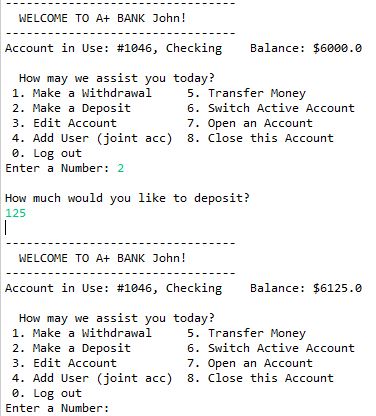 --------------------------------
WELCOME TO A+ BANK John!
--------------------------------
Account in Use: #1046, Checking    Balance: $6000.0
How may we assist you today?
1. Make a Withdrawal     5. Transfer Money
2. Make a Deposit        6. Switch Active Account
3. Edit Account          7. Open an Account
4. Add User (joint acc)  8. Close this Account
0. Log out
Enter a Number: 2
How much would you like to deposit?
125
--------------------------------
WELCOME TO A+ BANK John!
--------------------------------
Account in Use: #1046, Checking    Balance: $6125.0
How may we assist you today?
1. Make a Withdrawal     5. Transfer Money
2. Make a Deposit        6. Switch Active Account
3. Edit Account          7. Open an Account
4. Add User (joint acc)  8. Close this Account
0. Log out
Enter a Number: